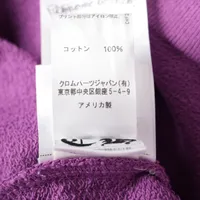 コットン 100%
クロムハーツジャパン(有)
東京都中央区銀座5-4-9
アメリカ製